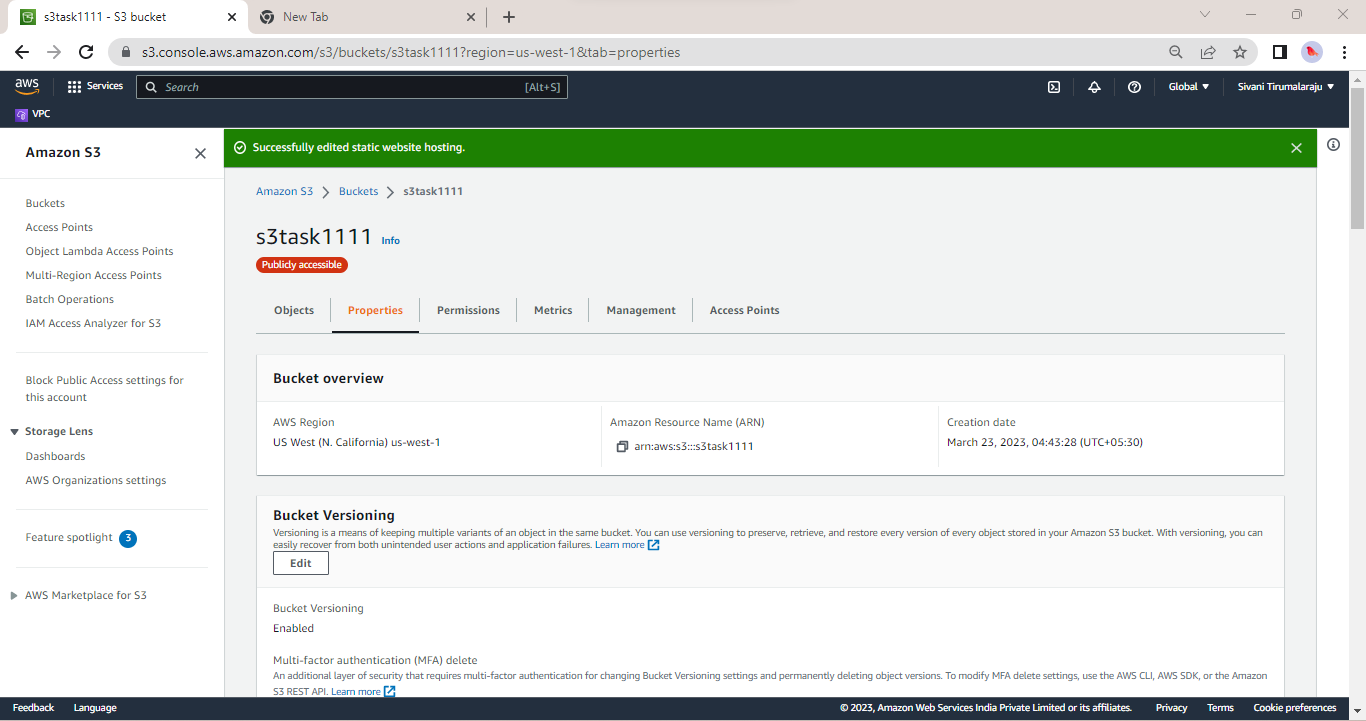 s3task1111 - S3 bucket
New Tab
s3.console.aws.amazon.com/s3/buckets/s3task1111?region=us-west-1&tab=properties
aws
Services
Search
[Alt+S]
Global
Sivani Tirumalaraju
VPC
Amazon S3
Buckets
Access Points
Object Lambda Access Points
Multi-Region Access Points
Batch Operations
IAM Access Analyzer for S3
Block Public Access settings for
this account
Storage Lens
Dashboards
AWS Organizations settings
Feature spotlight 3
AWS Marketplace for S3
Successfully edited static website hosting.
Amazon S3 > Buckets > s3task1111
s3task1111 Info
Publicly accessible
Objects
Properties
Permissions
Metrics
Management
Access Points
Bucket overview
AWS Region
US West (N. California) us-west-1
Amazon Resource Name (ARN)
arn:aws:s3:::s3task1111
Creation date
March 23, 2023, 04:43:28 (UTC+05:30)
Bucket Versioning
Versioning is a means of keeping multiple variants of an object in the same bucket. You can use versioning to preserve, retrieve, and restore every version of every object stored in your Amazon S3 bucket. With versioning, you can
easily recover from both unintended user actions and application failures. Learn more
Edit
Bucket Versioning
Enabled
Multi-factor authentication (MFA) delete
An additional layer of security that requires multi-factor authentication for changing Bucket Versioning settings and permanently deleting object versions. To modify MFA delete settings, use the AWS CLI, AWS SDK, or the Amazon
S3 REST API. Learn more
Feedback
Language
© 2023, Amazon Web Services India Private Limited or its affiliates.
Privacy
Terms
Cookie preferences